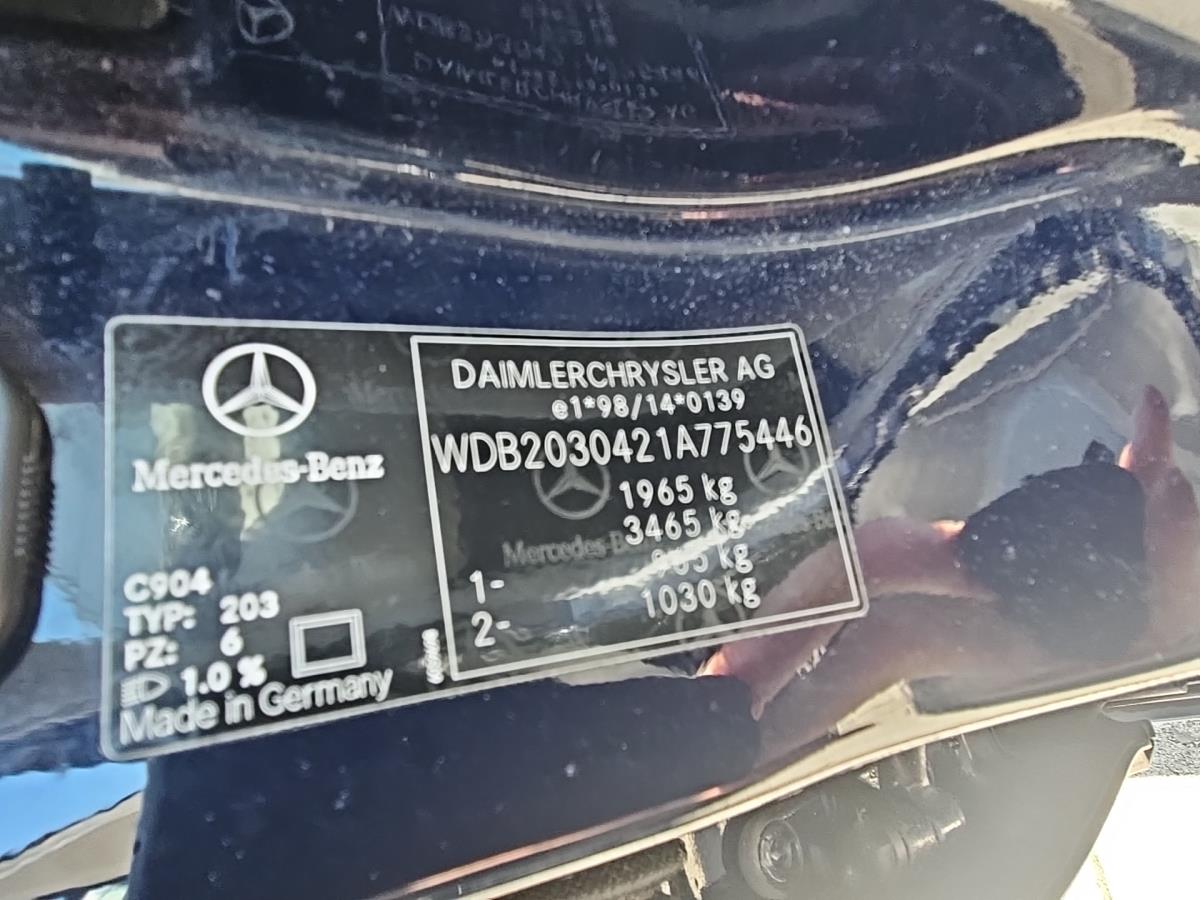 Mercedes-Benz
C904
TYP: 203
PZ: 6
1.0 %
Made in Germany
DAIMLERCHRYSLER AG
e1*98/14*0139
WDB2030421A775446
1965 kg
3465 kg
1- kg
2- 1030 kg